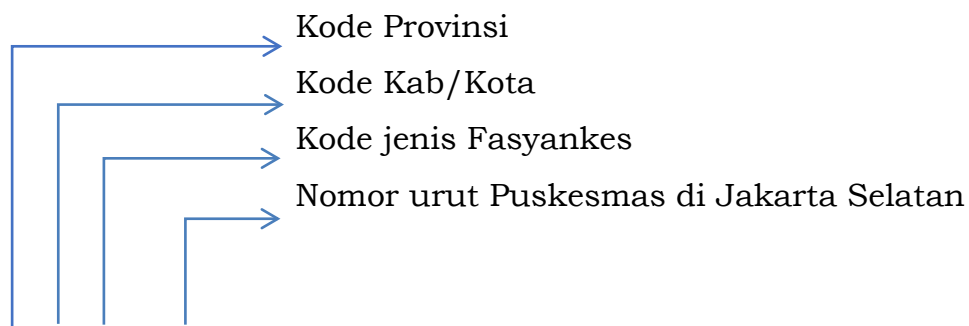 Kode Provinsi
Kode Kab/Kota
Kode jenis Fasyankes
Nomor urut Puskesmas di Jakarta Selatan